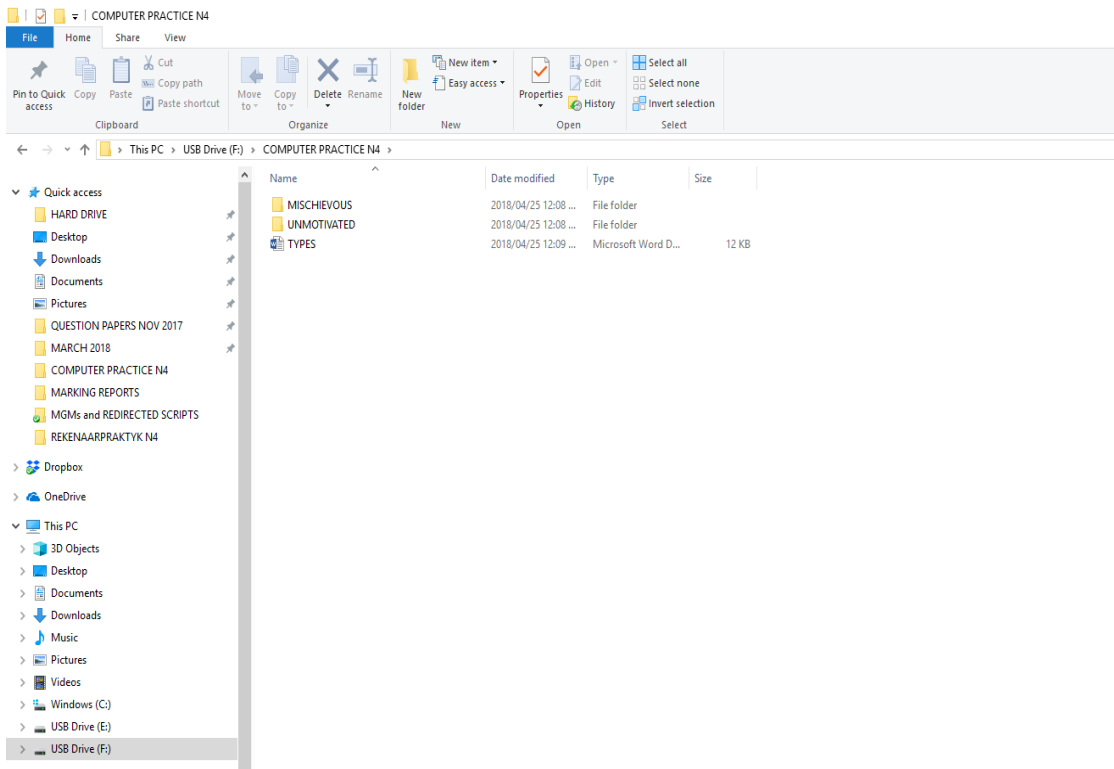 COMPUTER PRACTICE N4
File Home Share View
Pin to Quick access
Copy
Paste
Cut
Copy path
Paste shortcut
Clipboard
Move to
Copy to
Delete
Rename
Organize
New folder
New item
Easy access
New
Properties
Open
Edit
History
Open
Select all
Select none
Invert selection
Select
This PC > USB Drive (F:) > COMPUTER PRACTICE N4 >
Quick access
HARD DRIVE
Desktop
Downloads
Documents
Pictures
QUESTION PAPERS NOV 2017
MARCH 2018
COMPUTER PRACTICE N4
MARKING REPORTS
MGMs and REDIRECTED SCRIPTS
REKENAARPRAKTYK N4
Dropbox
OneDrive
This PC
3D Objects
Desktop
Documents
Downloads
Music
Pictures
Videos
Windows (C:)
USB Drive (E:)
USB Drive (F:)
Name Date modified Type Size
MISCHIEVOUS 2018/04/25 12:08 ... File folder
UNMOTIVATED 2018/04/25 12:08 ... File folder
TYPES 2018/04/25 12:09 ... Microsoft Word D... 12 KB